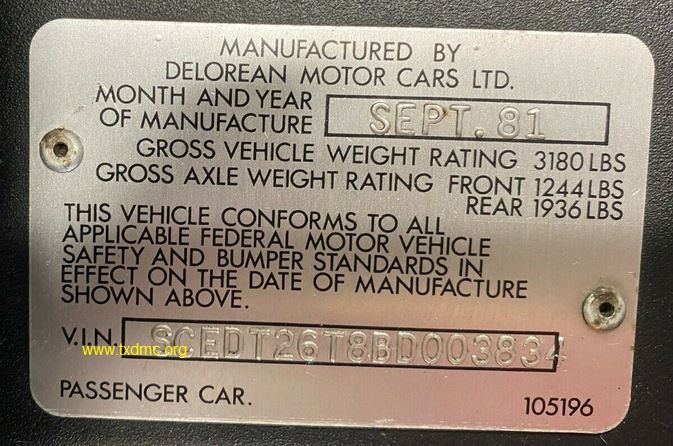 MANUFACTURED BY
DELOREAN MOTOR CARS LTD.
MONTH AND YEAR
OF MANUFACTURE SEPT. 81
GROSS VEHICLE WEIGHT RATING 3180 LBS
GROSS AXLE WEIGHT RATING FRONT 1244 LBS
REAR 1936 LBS
THIS VEHICLE CONFORMS TO ALL
APPLICABLE FEDERAL MOTOR VEHICLE
SAFETY AND BUMPER STANDARDS IN
EFFECT ON THE DATE OF MANUFACTURE
SHOWN ABOVE.
V.I.N. SCEDT26T8BD003834
www.txdmc.org
PASSENGER CAR. 105196